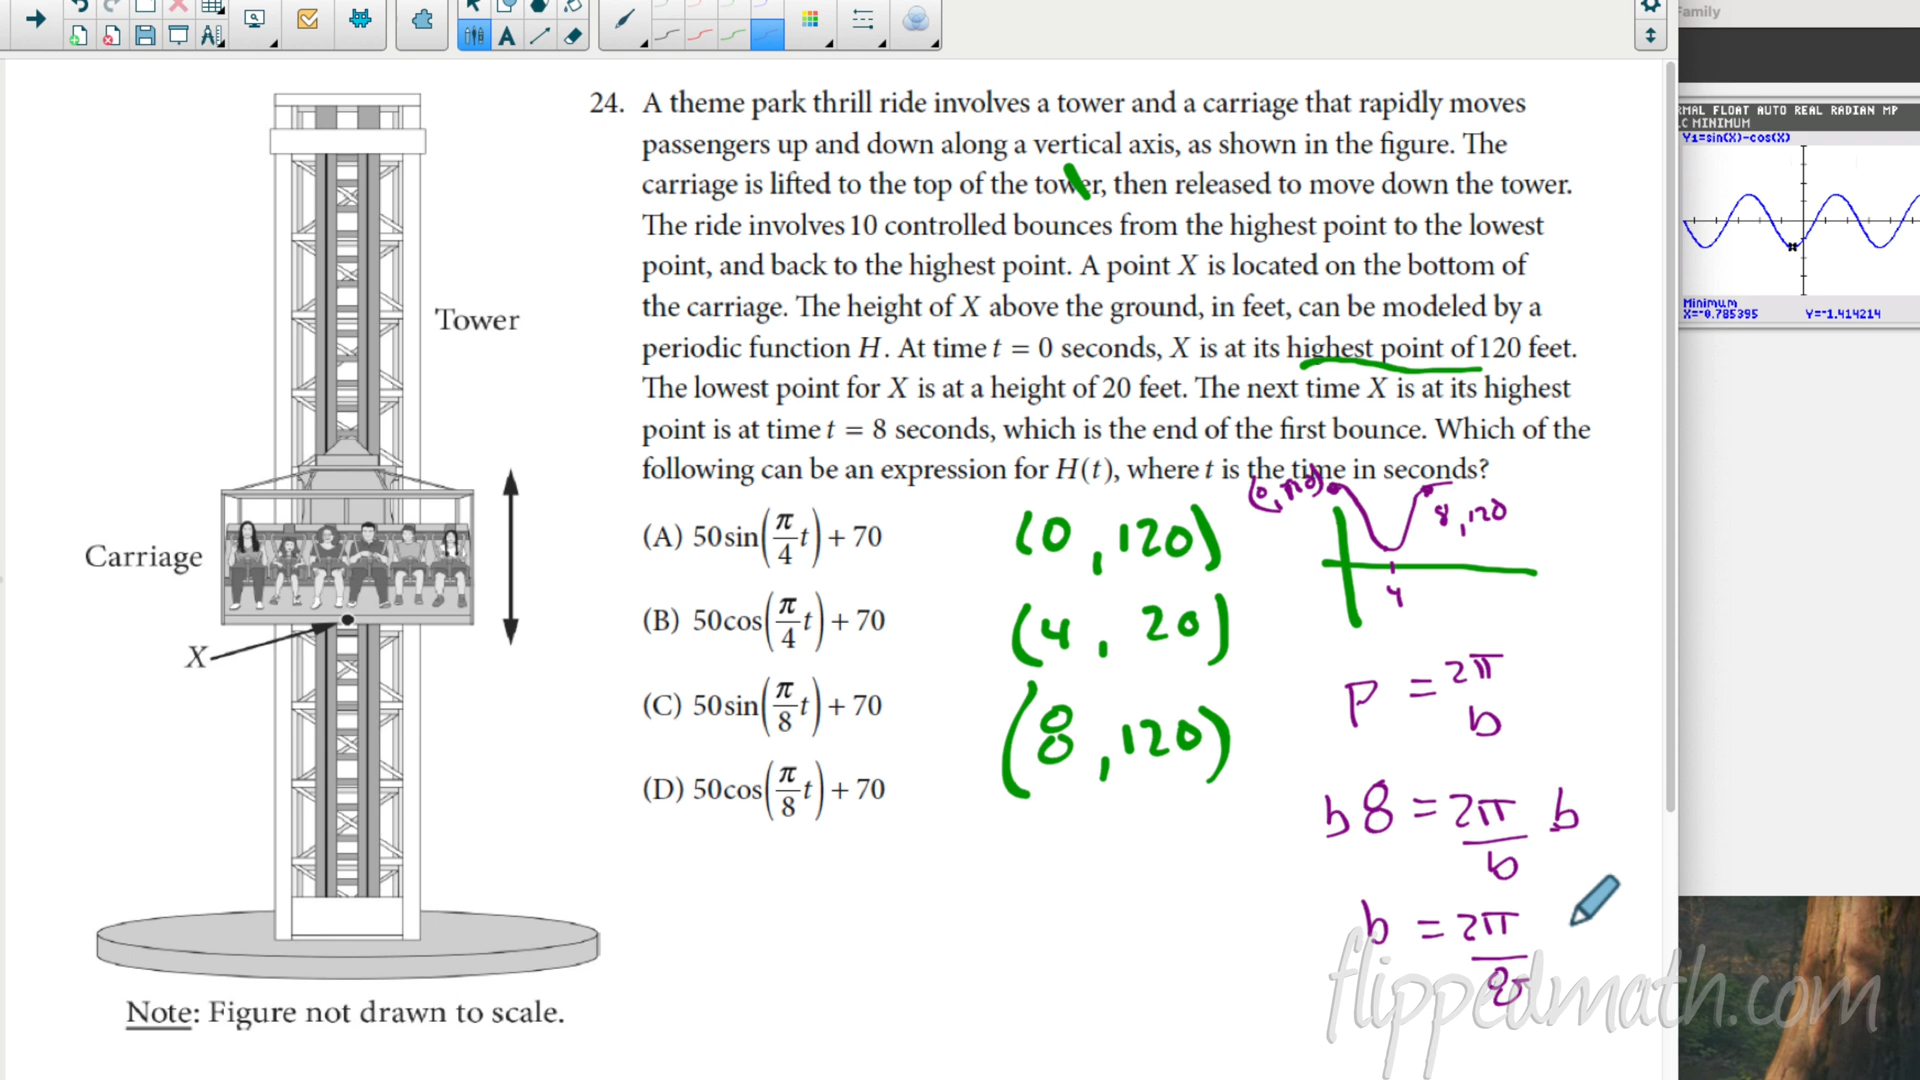 Family
RMAL FLOAT AUTO REAL RADIAN MP
C MINIMUM
Y1=sin(X)-cos(X)
Minimum
X=-0.785395 Y=-1.414214
24. A theme park thrill ride involves a tower and a carriage that rapidly moves
passengers up and down along a vertical axis, as shown in the figure. The
carriage is lifted to the top of the tower, then released to move down the tower.
The ride involves 10 controlled bounces from the highest point to the lowest
point, and back to the highest point. A point X is located on the bottom of
the carriage. The height of X above the ground, in feet, can be modeled by a
periodic function H. At time t = 0 seconds, X is at its highest point of 120 feet.
The lowest point for X is at a height of 20 feet. The next time X is at its highest
point is at time t = 8 seconds, which is the end of the first bounce. Which of the
following can be an expression for H(t), where t is the time in seconds?
(A) 50sin(π/4 t) + 70
(B) 50cos(π/4 t) + 70
(C) 50sin(π/8 t) + 70
(D) 50cos(π/8 t) + 70
(0, 120)
(4, 20)
(8, 120)
8, 120
4
P = 2π/b
b8 = 2π/b b
b = 2π/8
Tower
Carriage
X
Note: Figure not drawn to scale.
flippedmath.com